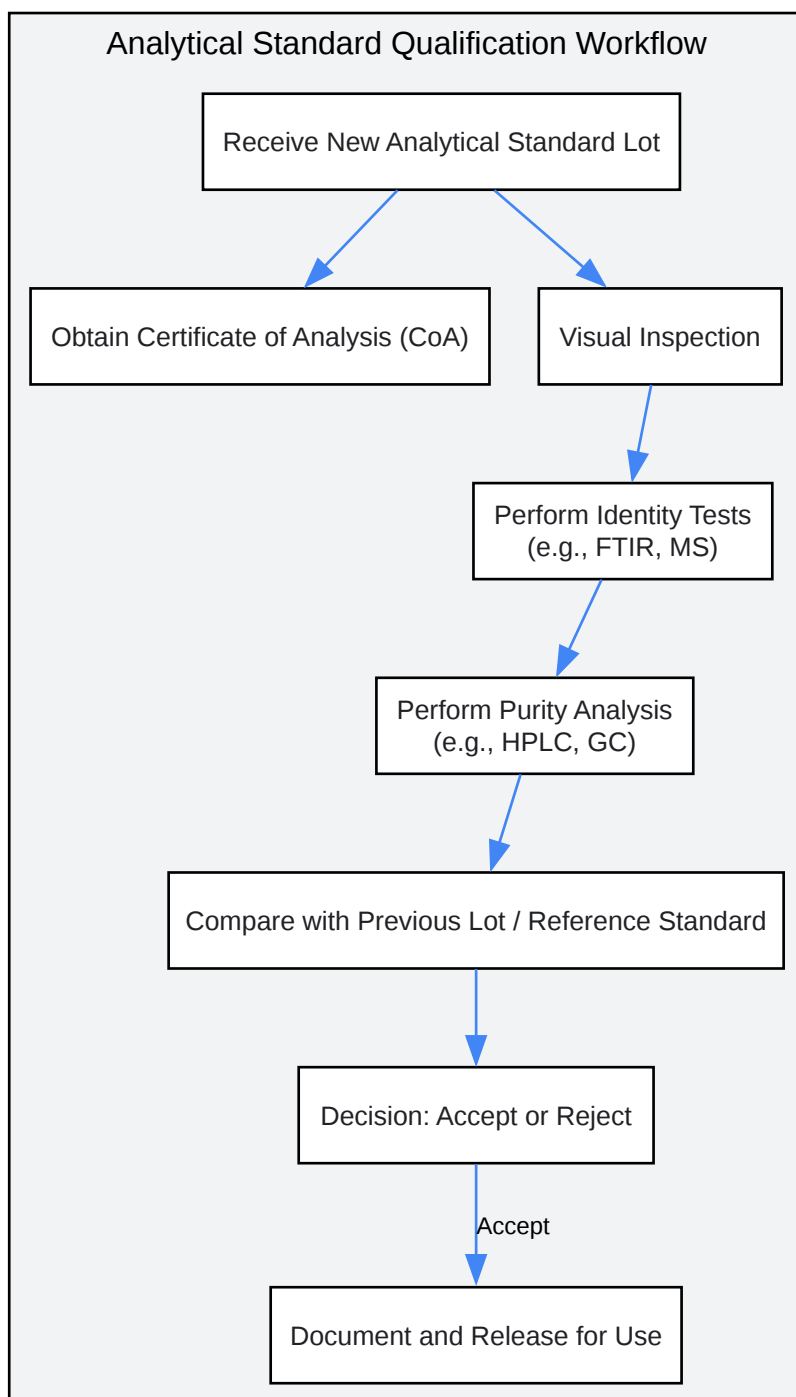 Analytical Standard Qualification Workflow
Receive New Analytical Standard Lot
Obtain Certificate of Analysis (CoA)
Visual Inspection
Perform Identity Tests
(e.g., FTIR, MS)
Perform Purity Analysis
(e.g., HPLC, GC)
Compare with Previous Lot / Reference Standard
Decision: Accept or Reject
Accept
Document and Release for Use